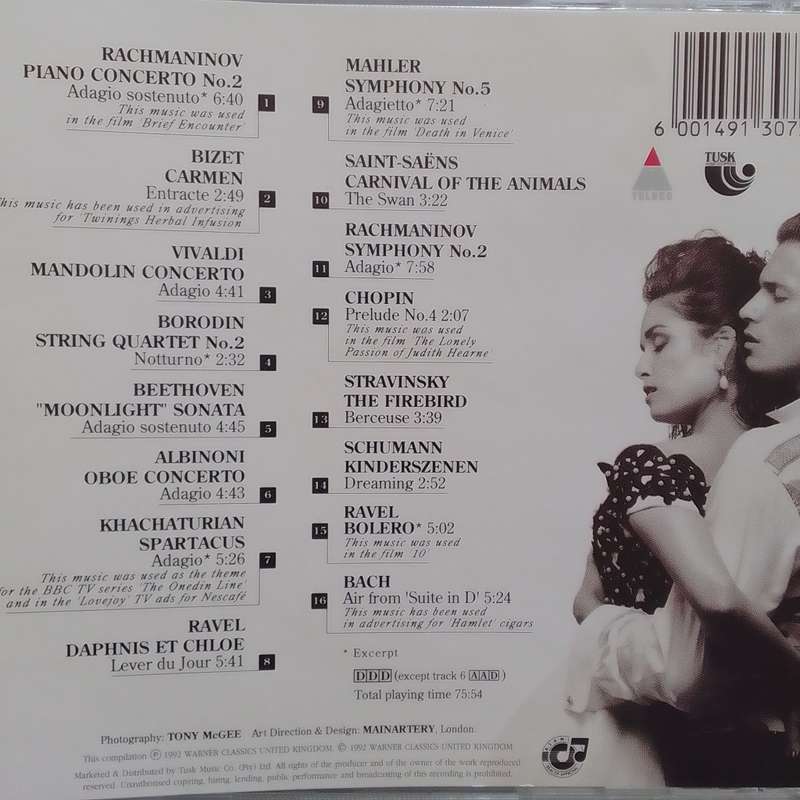 RACHMANINOV
PIANO CONCERTO No.2
Adagio sostenuto* 6:40
This music was used
in the film 'Brief Encounter'
1
BIZET
CARMEN
Entracte 2:49
This music has been used in advertising
for 'Twinings Herbal Infusion
2
VIVALDI
MANDOLIN CONCERTO
Adagio 4:41
3
BORODIN
STRING QUARTET No.2
Notturno* 2:32
4
BEETHOVEN
"MOONLIGHT" SONATA
Adagio sostenuto 4:45
5
ALBINONI
OBOE CONCERTO
Adagio 4:43
6
KHACHATURIAN
SPARTACUS
Adagio* 5:26
This music was used as the theme
for the BBC TV series 'The Onedin Line'
and in the 'Lovejoy' TV ads for Nescafé
7
RAVEL
DAPHNIS ET CHLOE
Lever du Jour 5:41
8
MAHLER
SYMPHONY No.5
Adagietto* 7:21
This music was used
in the film 'Death in Venice'
9
SAINT-SAËNS
CARNIVAL OF THE ANIMALS
The Swan 3:22
10
RACHMANINOV
SYMPHONY No.2
Adagio* 7:58
11
CHOPIN
Prelude No.4 2:07
This music was used
in the film 'The Lonely
Passion of Judith Hearne'
12
STRAVINSKY
THE FIREBIRD
Berceuse 3:39
13
SCHUMANN
KINDERSZENEN
Dreaming 2:52
14
RAVEL
BOLERO* 5:02
This music was used
in the film '10'
15
BACH
Air from 'Suite in D' 5:24
This music has been used
in advertising for 'Hamlet' cigars
16
* Excerpt
DDD (except track 6 AAD)
Total playing time 75:54
6 001491 307
TELDEC
TUSK
Photography: TONY McGEE Art Direction & Design: MAINARTERY, London.
This compilation ℗ 1992 WARNER CLASSICS UNITED KINGDOM. © 1992 WARNER CLASSICS UNITED KINGDOM.
Marketed & Distributed by Tusk Music Co. (Pty) Ltd. All rights of the producer and of the owner of the work reproduced
reserved. Unauthorised copying, hiring, lending, public performance and broadcasting of this recording is prohibited.